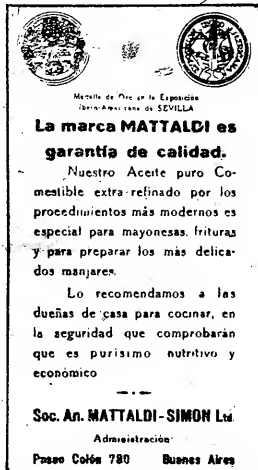 Medalla de Oro en la Exposición
Ibero-Americana de SEVILLA
La marca MATTALDI es
garantía de calidad.
Nuestro Aceite puro Co-
mestible extra-refinado por los
procedimientos más modernos es
especial para mayonesas, frituras
y para preparar los más delica-
dos manjares.
Lo recomendamos a las
dueñas de casa para cocinar, en
la seguridad que comprobarán
que es purísimo nutritivo y
económico
Soc. An. MATTALDI-SIMON Ltd.
Administración:
Paseo Colón 780 Buenos Aires